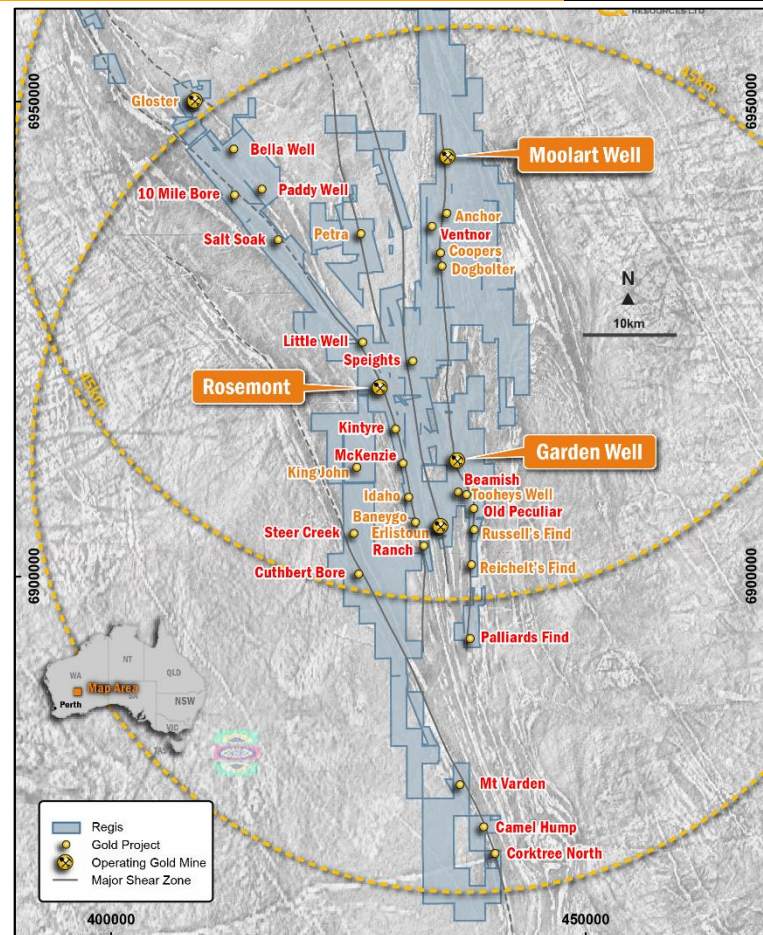 RESOURCES LTD
45km
6950000
6950000
Gloster
Moolart Well
Bella Well
10 Mile Bore
Paddy Well
Anchor
Petra
Ventnor
Salt Soak
Coopers
Dogbolter
N
10km
Little Well
Speights
45km
Rosemont
Kintyre
Garden Well
McKenzie
King John
Beamish
Idaho
Tooheys Well
Old Peculiar
Baneygo
Steer Creek
Erlistoun
Russell's Find
Ranch
Reichelt's Find
Cuthbert Bore
6900000
6900000
Palliards Find
NT
WA
QLD
Map Area
SA
NSW
Perth
VIC
TAS
Mt Varden
Regis
Camel Hump
Gold Project
Operating Gold Mine
Corktree North
Major Shear Zone
400000
450000